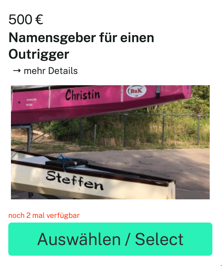 500 €
Namensgeber für einen
Outrigger
→ mehr Details
Christin
B&K
Steffen
noch 2 mal verfügbar
Auswählen / Select